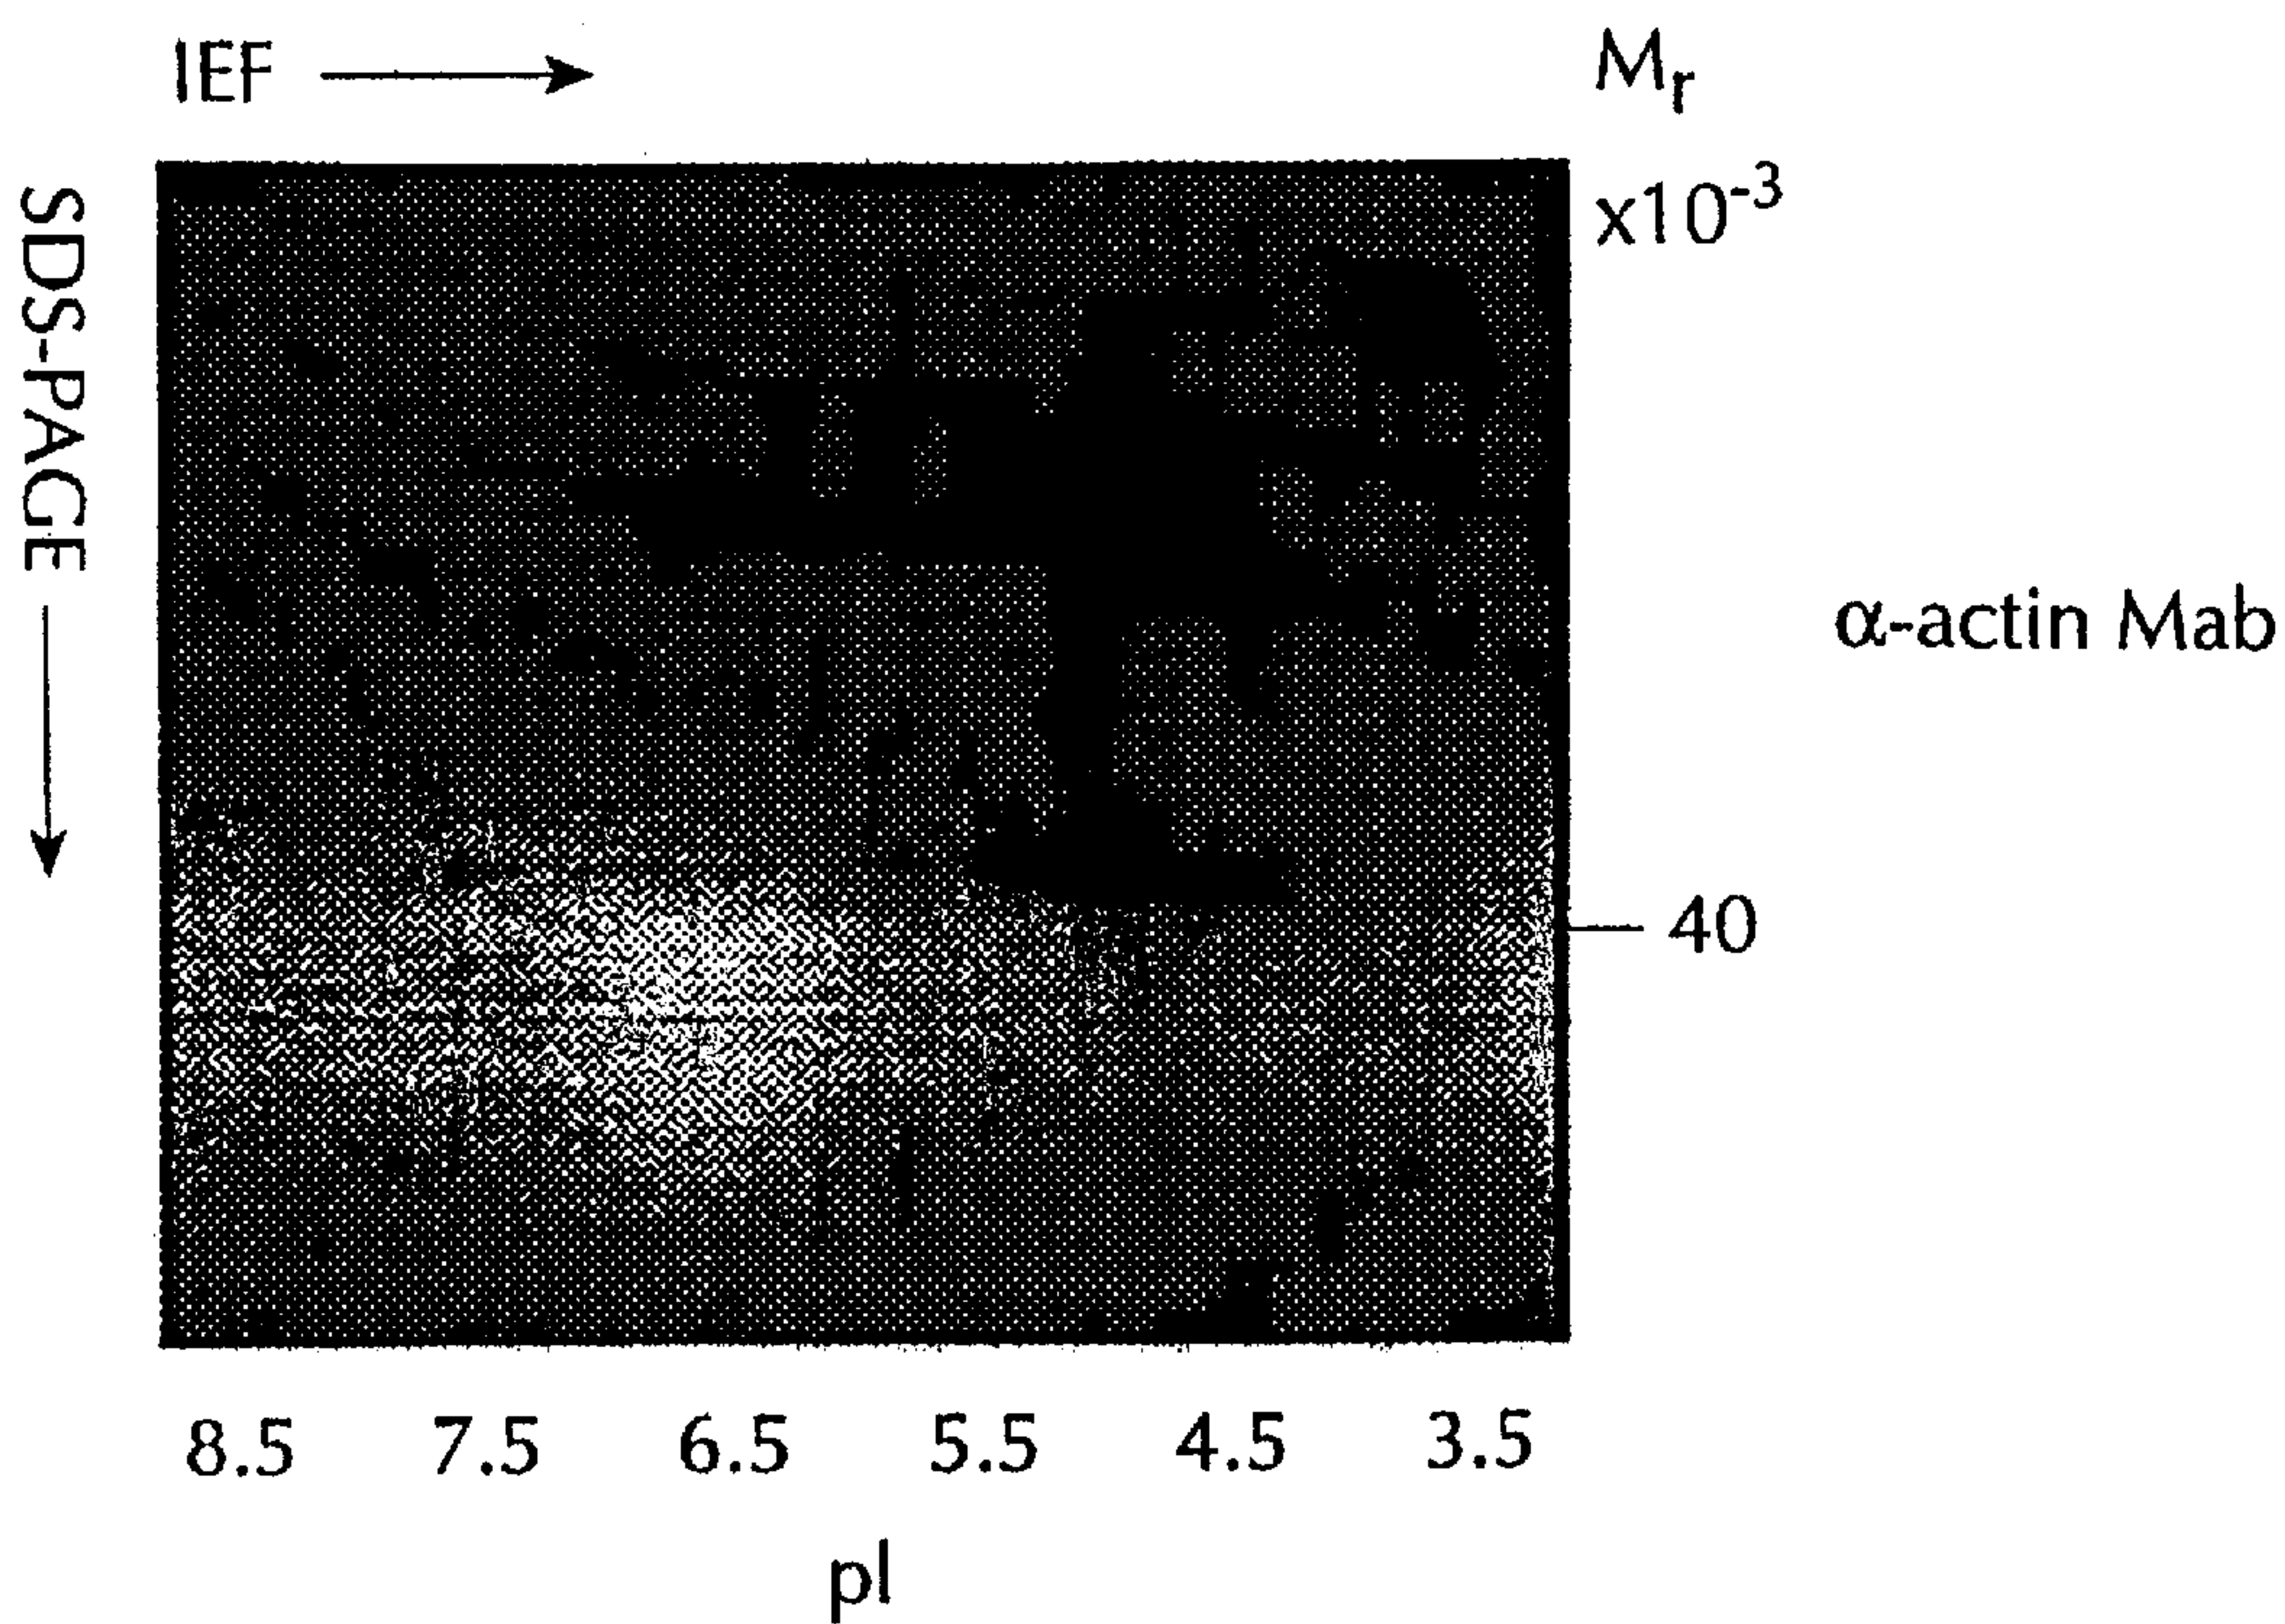 IEF
Mr
x10-3
SDS-PAGE
α-actin Mab
40
8.5 7.5 6.5 5.5 4.5 3.5
pI